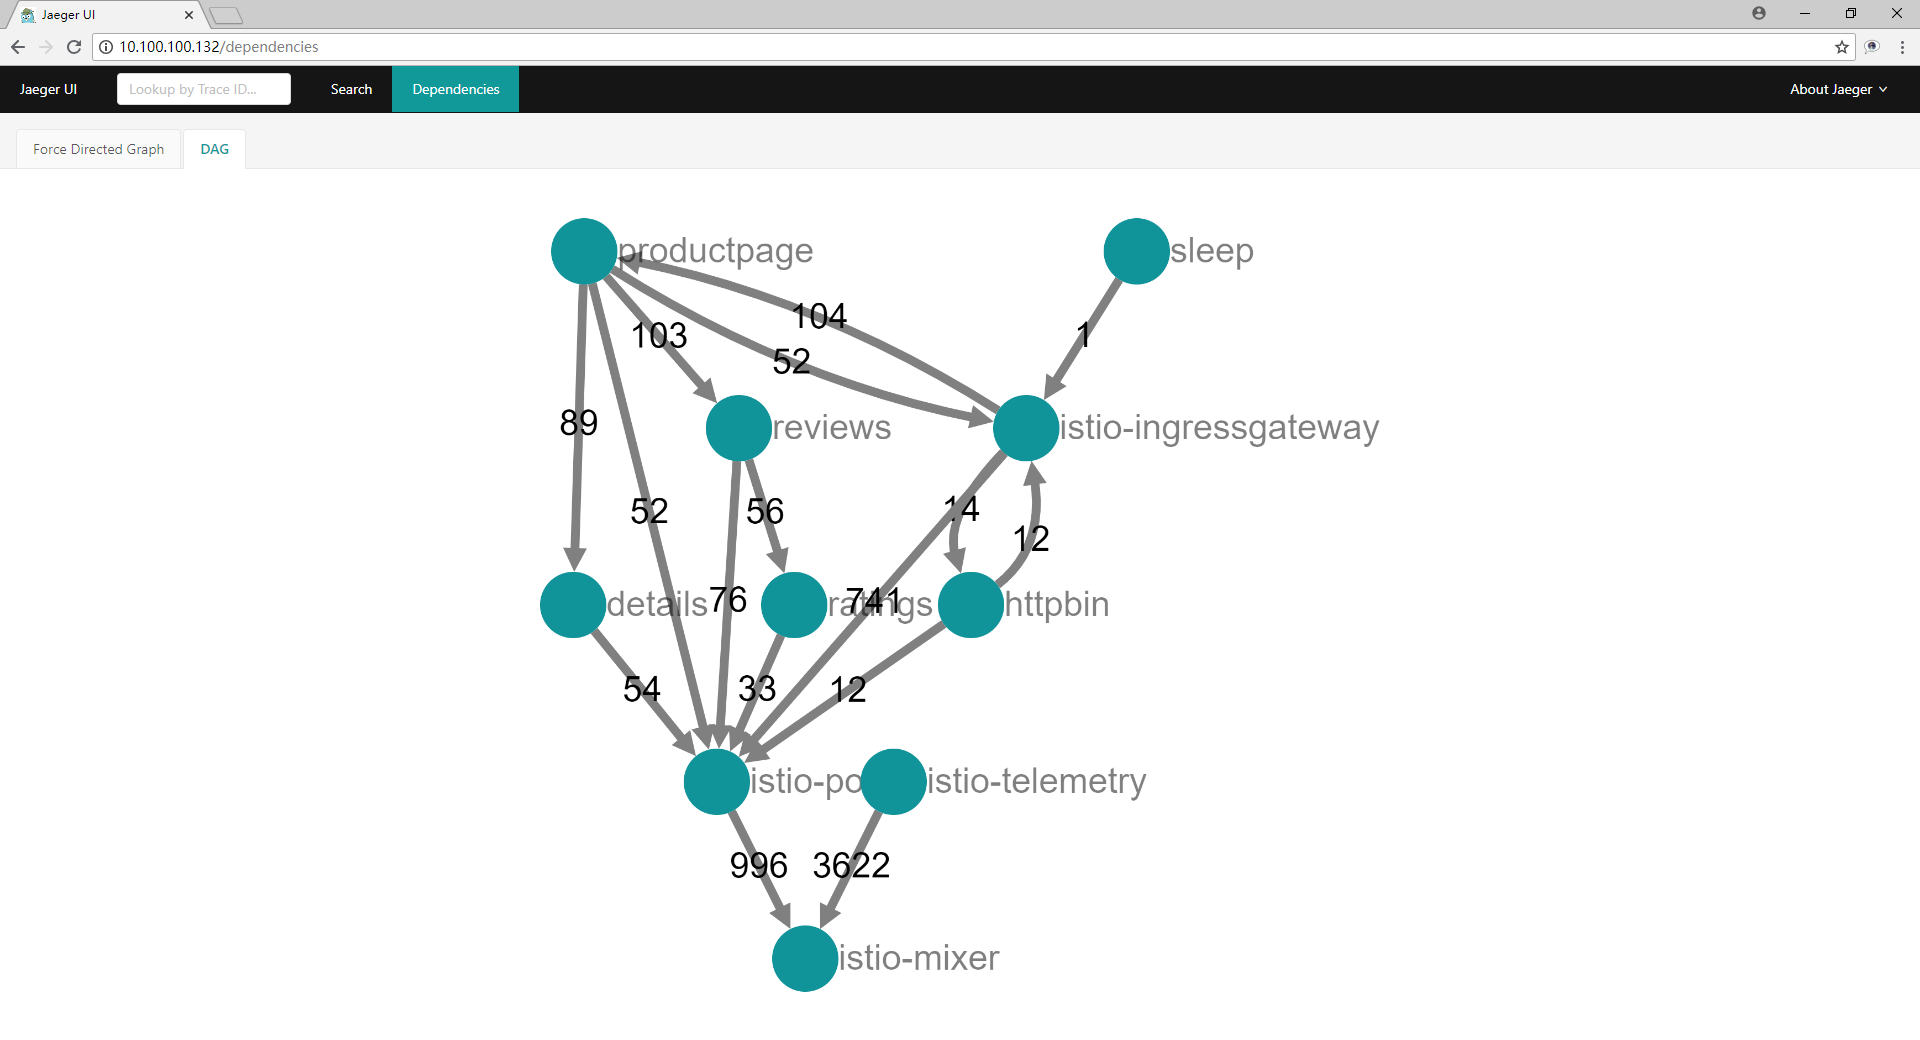 Jaeger UI
10.100.100.132/dependencies
Jaeger UI
Lookup by Trace ID...
Search
Dependencies
About Jaeger
Force Directed Graph
DAG
productpage
sleep
104
103
1
52
89
reviews
istio-ingressgateway
52
56
14
12
details
76
ratings
741
httpbin
54
33
12
istio-po
istio-telemetry
996
3622
istio-mixer